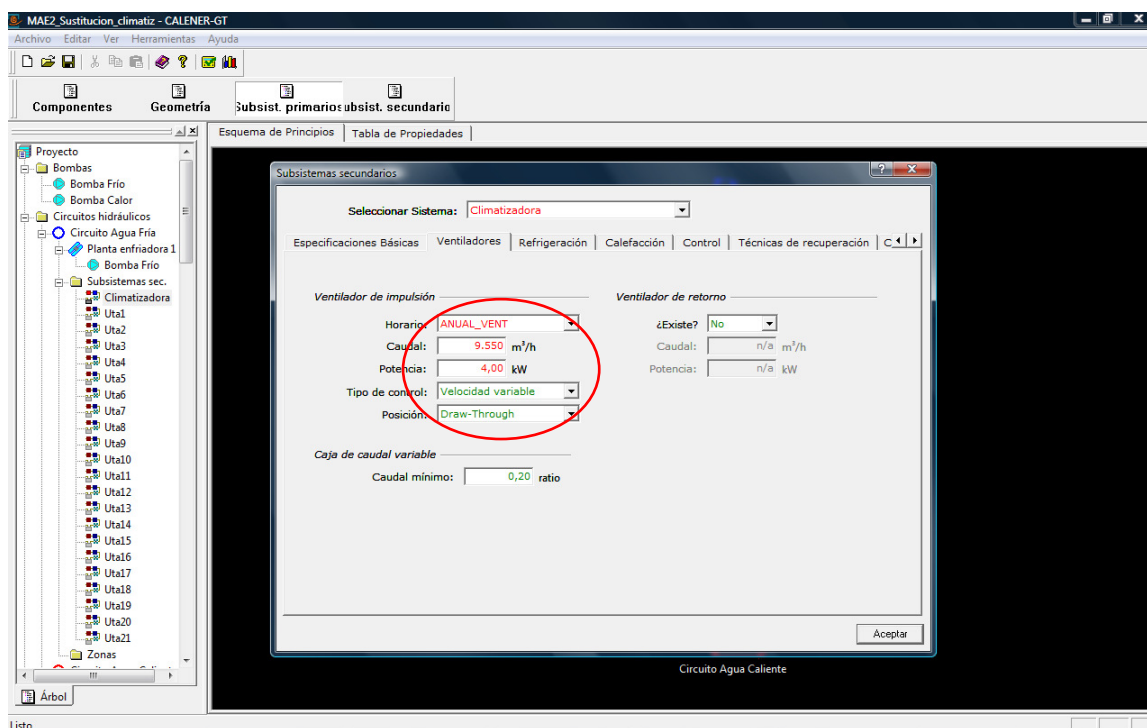 MAE2_Sustitucion_climatiz - CALENER-GT
Archivo Editar Ver Herramientas Ayuda
Componentes Geometría Subsist. primarios ubsist. secundario
Esquema de Principios Tabla de Propiedades
Proyecto
Bombas
Bomba Frío
Bomba Calor
Circuitos hidráulicos
Circuito Agua Fría
Planta enfriadora 1
Bomba Frío
Subsistemas sec.
Climatizadora
Uta1
Uta2
Uta3
Uta4
Uta5
Uta6
Uta7
Uta8
Uta9
Uta10
Uta11
Uta12
Uta13
Uta14
Uta15
Uta16
Uta17
Uta18
Uta19
Uta20
Uta21
Zonas
Árbol
Listo
Subsistemas secundarios
Seleccionar Sistema: Climatizadora
Especificaciones Básicas Ventiladores Refrigeración Calefacción Control Técnicas de recuperación C
Ventilador de impulsión
Horario: ANUAL_VENT
Caudal: 9.550 m³/h
Potencia: 4,00 kW
Tipo de control: Velocidad variable
Posición: Draw-Through
Caja de caudal variable
Caudal mínimo: 0,20 ratio
Ventilador de retorno
¿Existe? No
Caudal: n/a m³/h
Potencia: n/a kW
Aceptar
Circuito Agua Caliente